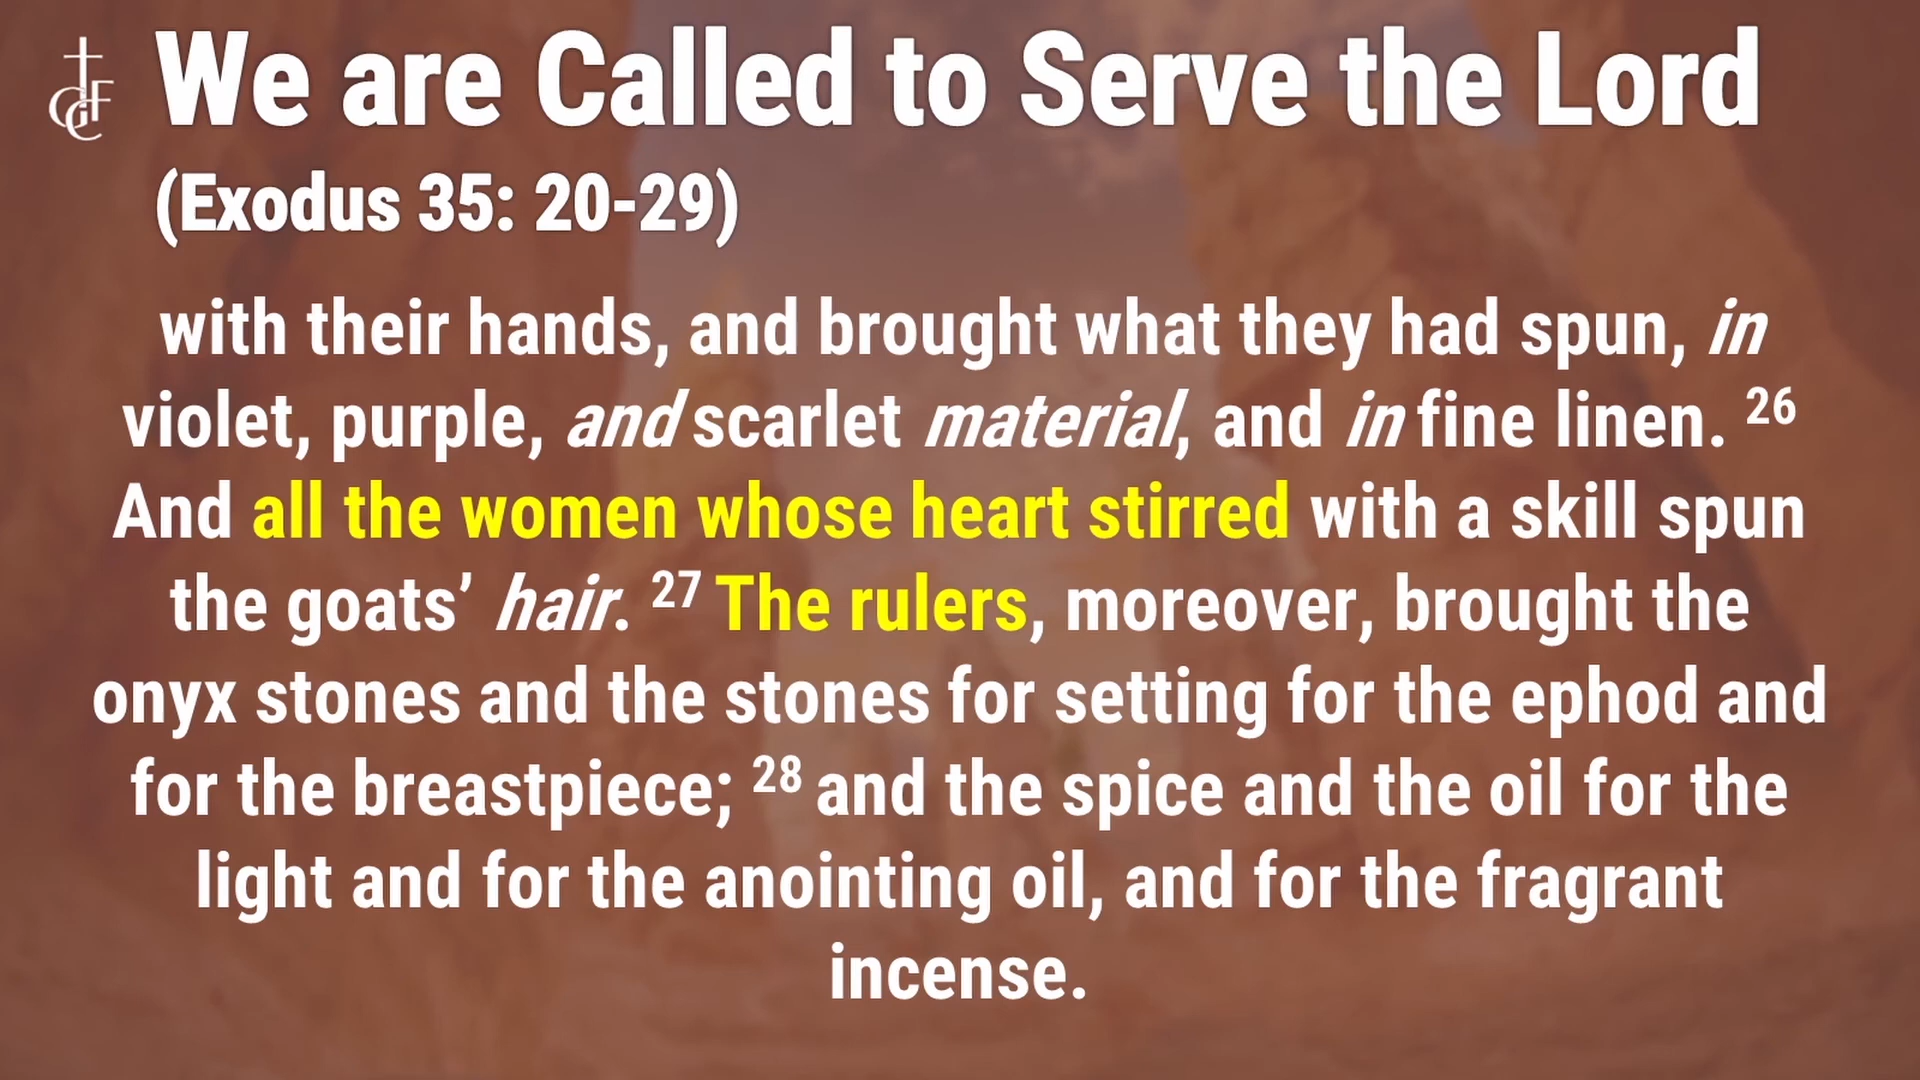 We are Called to Serve the Lord
(Exodus 35: 20-29)
with their hands, and brought what they had spun, in
violet, purple, and scarlet material, and in fine linen. 26
And all the women whose heart stirred with a skill spun
the goats’ hair. 27 The rulers, moreover, brought the
onyx stones and the stones for setting for the ephod and
for the breastpiece; 28 and the spice and the oil for the
light and for the anointing oil, and for the fragrant
incense.